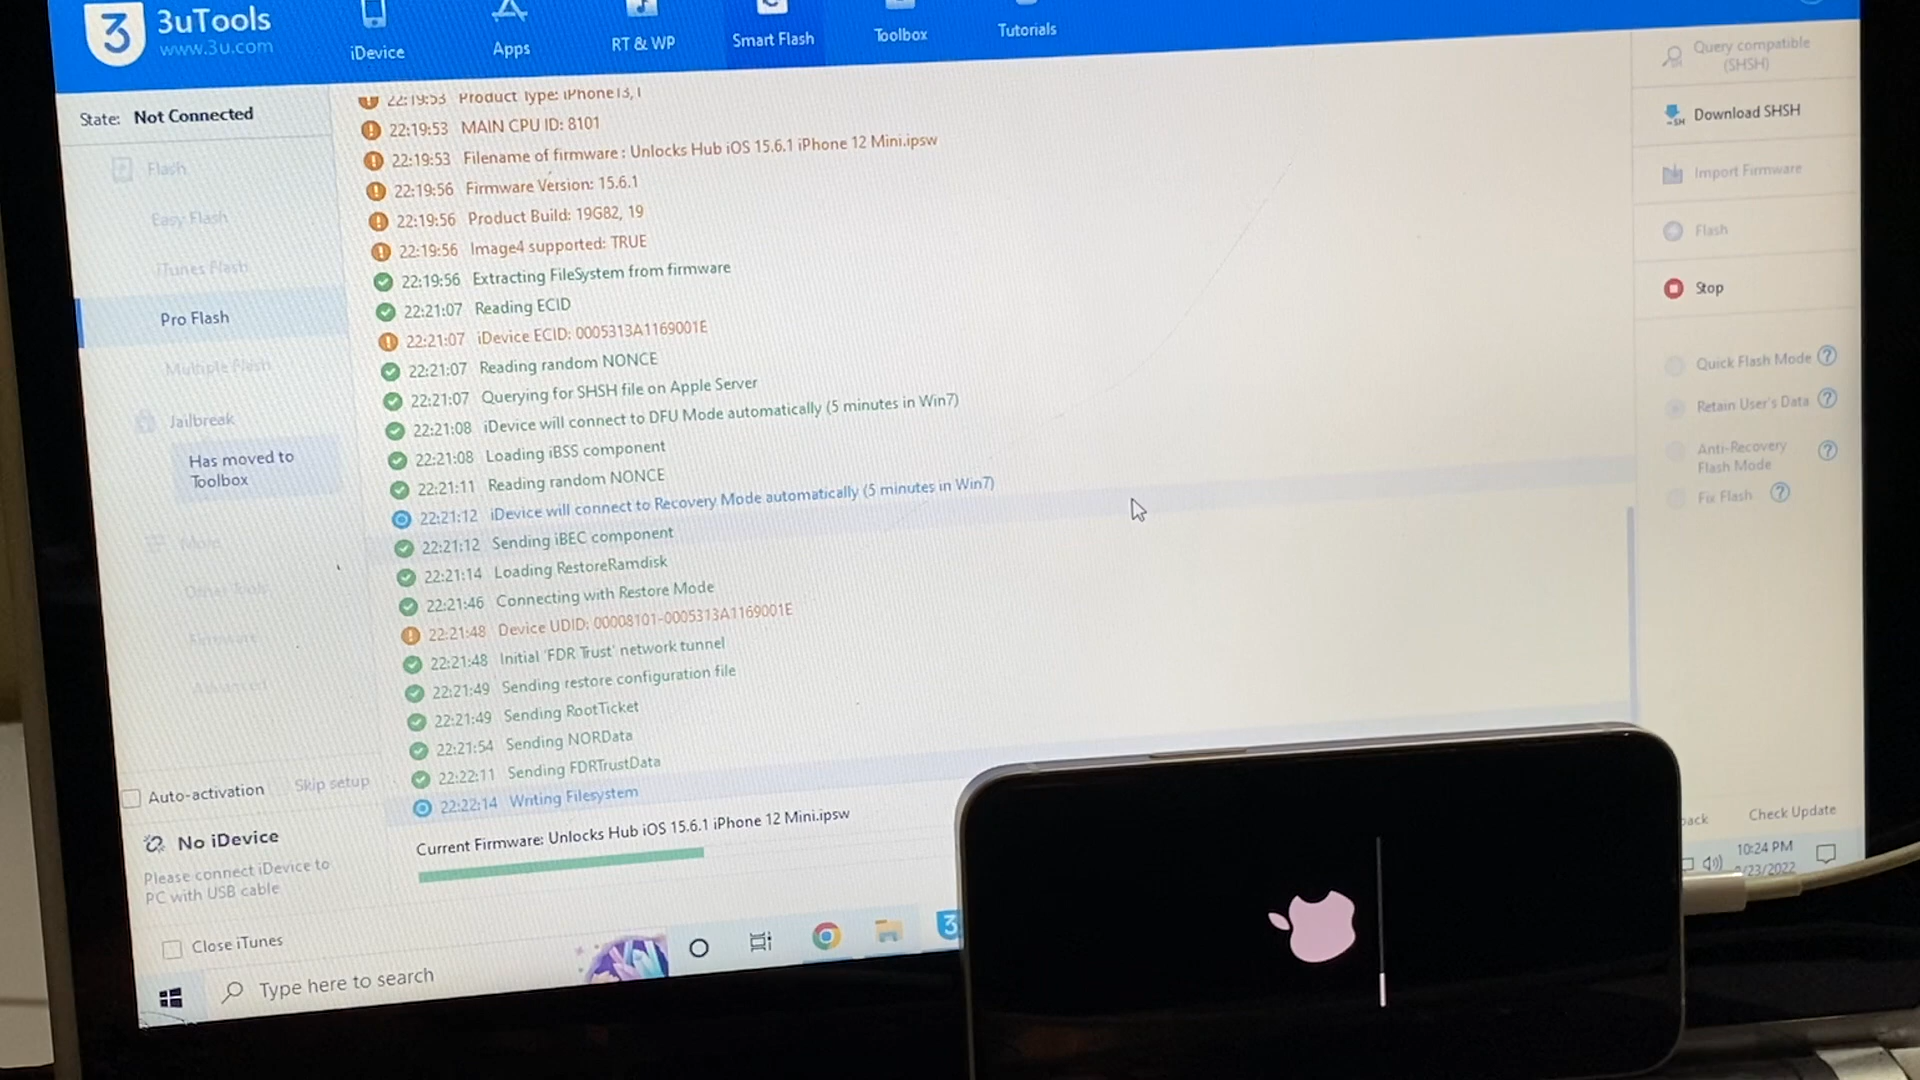 3uTools
www.3u.com
iDevice
Apps
RT & WP
Smart Flash
Toolbox
Tutorials
State: Not Connected
Flash
Easy Flash
iTunes Flash
Pro Flash
Multiple Flash
Jailbreak
Has moved to
Toolbox
More
Other Tools
Firmware
Advanced
Auto-activation
Skip setup
No iDevice
Please connect iDevice to
PC with USB cable
Close iTunes
22:19:53 Product Type: iPhone13,1
22:19:53 MAIN CPU ID: 8101
22:19:53 Filename of firmware : Unlocks Hub iOS 15.6.1 iPhone 12 Mini.ipsw
22:19:56 Firmware Version: 15.6.1
22:19:56 Product Build: 19G82, 19
22:19:56 Image4 supported: TRUE
22:19:56 Extracting FileSystem from firmware
22:21:07 Reading ECID
22:21:07 iDevice ECID: 0005313A1169001E
22:21:07 Reading random NONCE
22:21:07 Querying for SHSH file on Apple Server
22:21:08 iDevice will connect to DFU Mode automatically (5 minutes in Win7)
22:21:08 Loading iBSS component
22:21:11 Reading random NONCE
22:21:12 iDevice will connect to Recovery Mode automatically (5 minutes in Win7)
22:21:12 Sending iBEC component
22:21:14 Loading RestoreRamdisk
22:21:46 Connecting with Restore Mode
22:21:48 Device UDID: 00008101-0005313A1169001E
22:21:48 Initial 'FDR Trust' network tunnel
22:21:49 Sending restore configuration file
22:21:49 Sending RootTicket
22:21:54 Sending NORData
22:22:11 Sending FDRTrustData
22:22:14 Writing Filesystem
Current Firmware: Unlocks Hub iOS 15.6.1 iPhone 12 Mini.ipsw
Query compatible
(SHSH)
Download SHSH
Import Firmware
Flash
Stop
Quick Flash Mode
Retain User's Data
Anti-Recovery
Flash Mode
Fix Flash
Check Update
Type here to search
10:24 PM
/23/2022